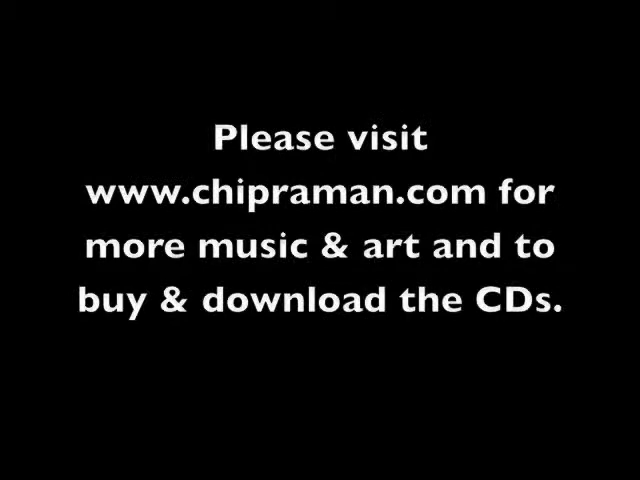 Please visit
www.chipraman.com for
more music & art and to
buy & download the CDs.